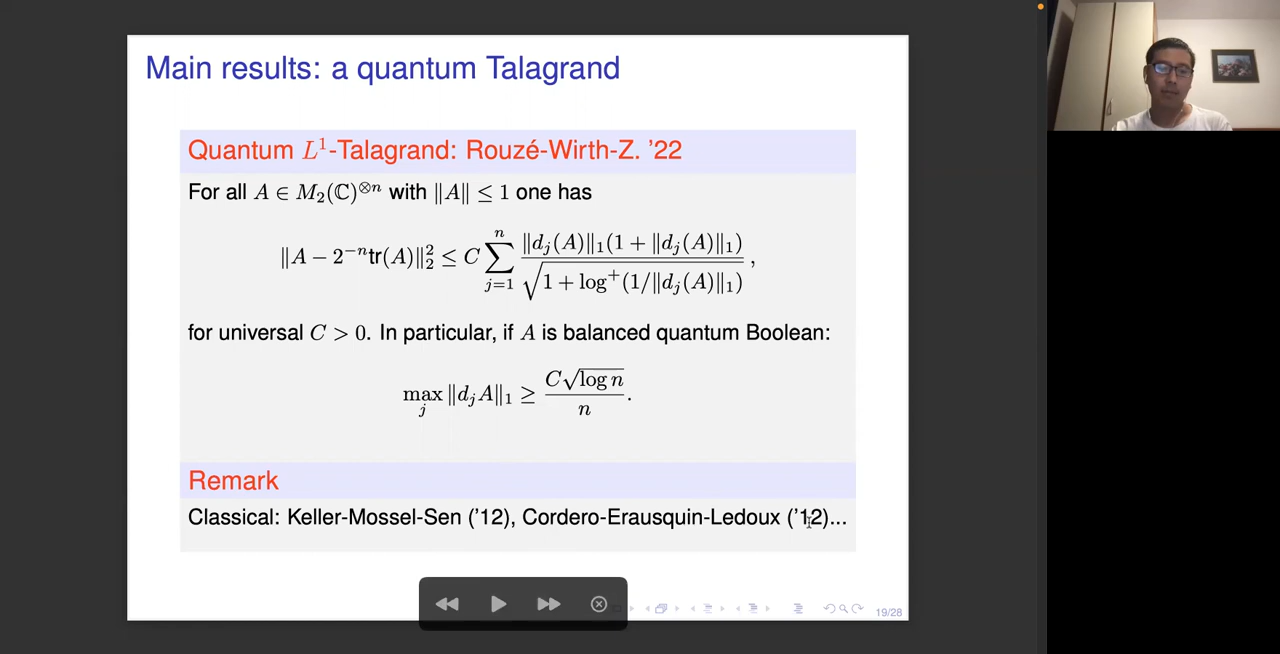 Main results: a quantum Talagrand
Quantum L¹-Talagrand: Rouzé-Wirth-Z. '22
For all A ∈ M₂(ℂ)^{⊗n} with ‖A‖ ≤ 1 one has
‖A − 2^{−n}tr(A)‖₂² ≤ C ∑_{j=1}^{n} ‖d_j(A)‖₁(1 + ‖d_j(A)‖₁) / √(1 + log⁺(1/‖d_j(A)‖₁)) ,
for universal C > 0. In particular, if A is balanced quantum Boolean:
max_j ‖d_jA‖₁ ≥ C√(log n) / n .
Remark
Classical: Keller-Mossel-Sen ('12), Cordero-Erausquin-Ledoux ('12)...
19/28